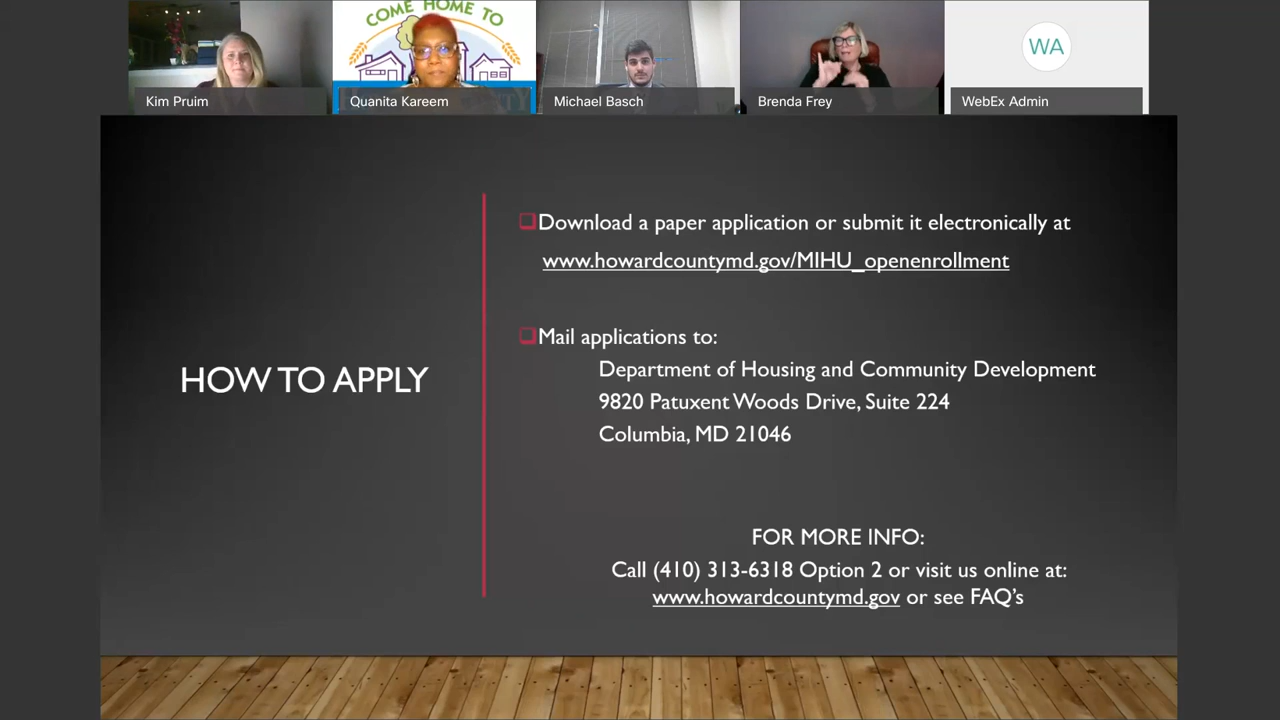 COME HOME TO
Kim Pruim
Quanita Kareem
Michael Basch
Brenda Frey
WA
WebEx Admin
HOW TO APPLY
Download a paper application or submit it electronically at
www.howardcountymd.gov/MIHU_openenrollment
Mail applications to:
Department of Housing and Community Development
9820 Patuxent Woods Drive, Suite 224
Columbia, MD 21046
FOR MORE INFO:
Call (410) 313-6318 Option 2 or visit us online at:
www.howardcountymd.gov or see FAQ's